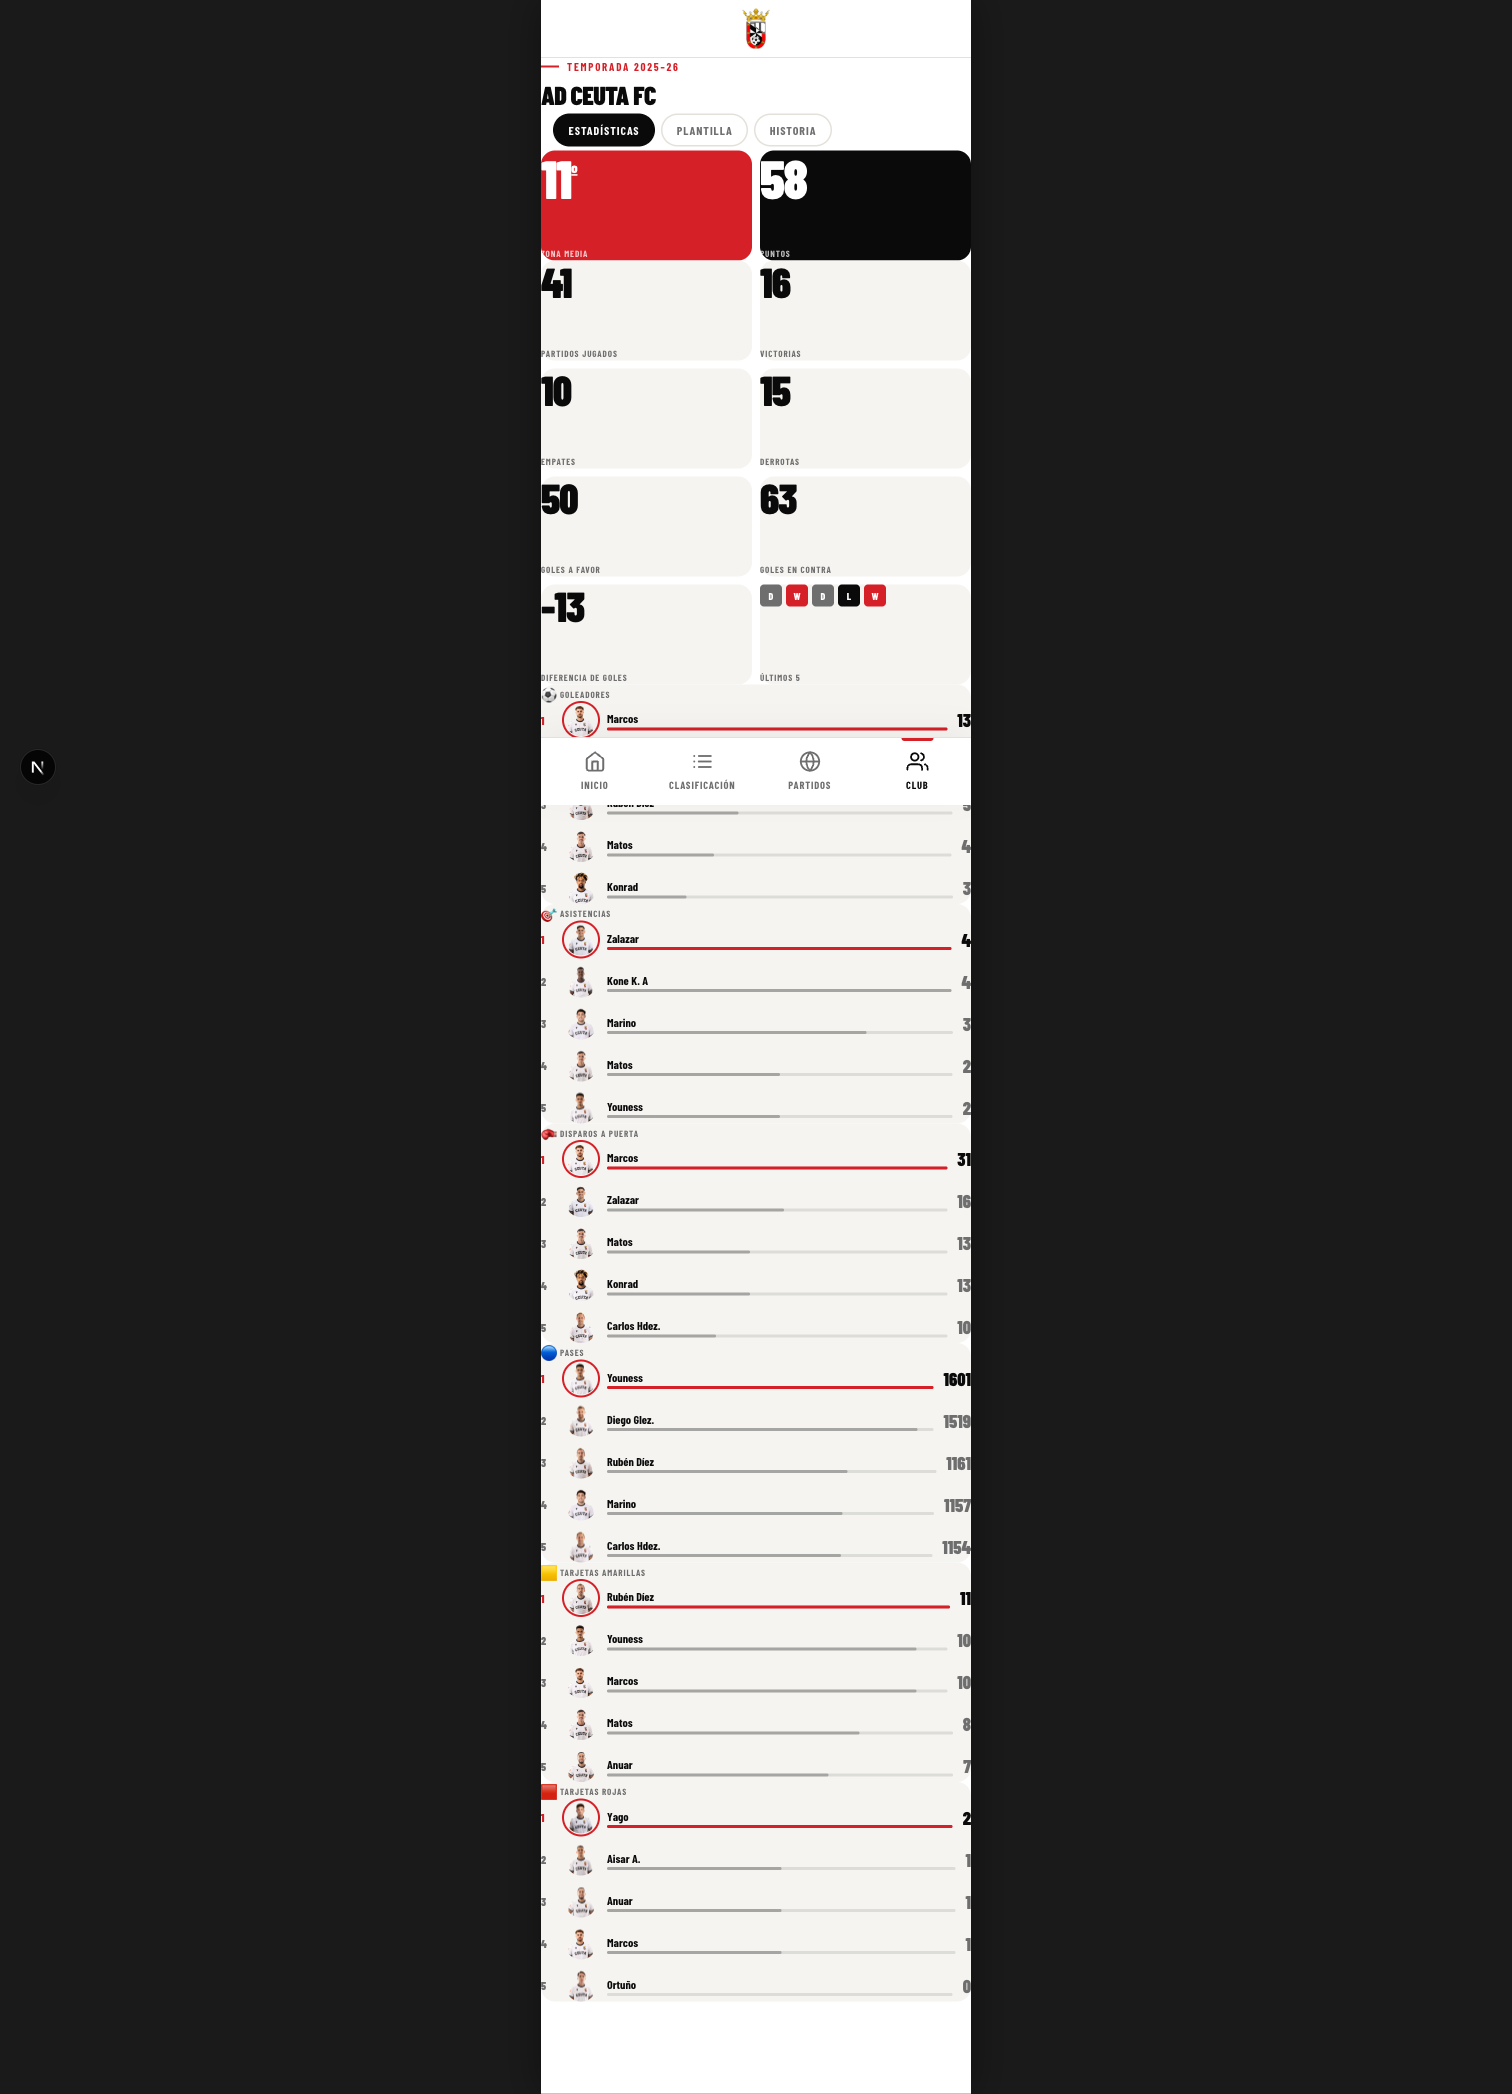 TEMPORADA 2025-26
AD CEUTA FC
ESTADÍSTICAS PLANTILLA HISTORIA
11º 58
ZONA MEDIA PUNTOS
41 16
PARTIDOS JUGADOS VICTORIAS
10 15
EMPATES DERROTAS
50 63
GOLES A FAVOR GOLES EN CONTRA
-13 D W D L W
DIFERENCIA DE GOLES ÚLTIMOS 5
GOLEADORES
1 Marcos 13
N
INICIO CLASIFICACIÓN PARTIDOS CLUB
3 Rubén Díez 5
4 Matos 4
5 Konrad 3
ASISTENCIAS
1 Zalazar 4
2 Kone K. A 4
3 Marino 3
4 Matos 2
5 Youness 2
DISPAROS A PUERTA
1 Marcos 31
2 Zalazar 16
3 Matos 13
4 Konrad 13
5 Carlos Hdez. 10
PASES
1 Youness 1601
2 Diego Glez. 1519
3 Rubén Díez 1161
4 Marino 1157
5 Carlos Hdez. 1154
TARJETAS AMARILLAS
1 Rubén Díez 11
2 Youness 10
3 Marcos 10
4 Matos 8
5 Anuar 7
TARJETAS ROJAS
1 Yago 2
2 Aisar A. 1
3 Anuar 1
4 Marcos 1
5 Ortuño 0